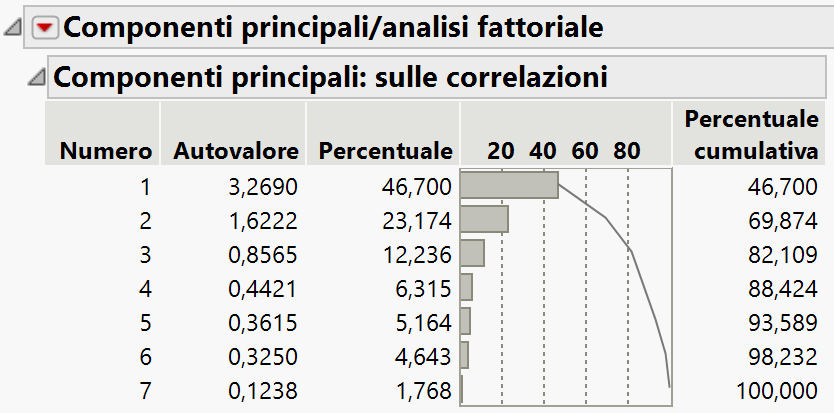 Componenti principali/analisi fattoriale
Componenti principali: sulle correlazioni
Numero Autovalore Percentuale 20 40 60 80 Percentuale cumulativa
1 3,2690 46,700 46,700
2 1,6222 23,174 69,874
3 0,8565 12,236 82,109
4 0,4421 6,315 88,424
5 0,3615 5,164 93,589
6 0,3250 4,643 98,232
7 0,1238 1,768 100,000